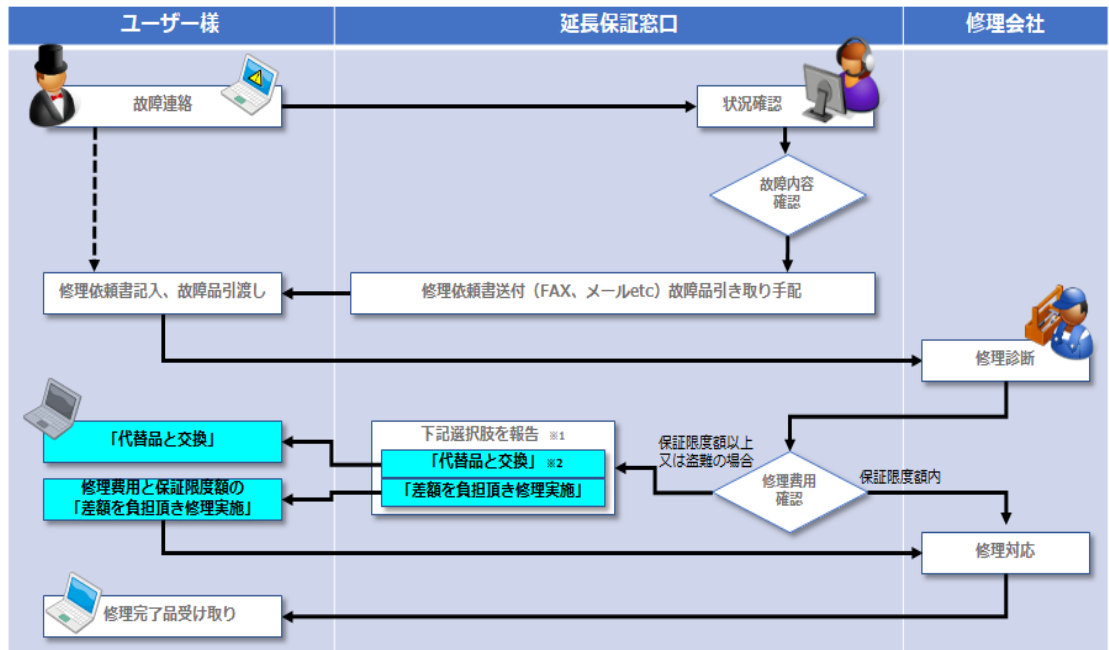 ユーザー様
延長保証窓口
修理会社
故障連絡
状況確認
故障内容
確認
修理依頼書記入、故障品引渡し
修理依頼書送付（FAX、メールetc）故障品引き取り手配
修理診断
「代替品と交換」
下記選択肢を報告 ※1
「代替品と交換」※2
「差額を負担頂き修理実施」
保証限度額以上
又は盗難の場合
修理費用
確認
保証限度額内
修理費用と保証限度額の
「差額を負担頂き修理実施」
修理対応
修理完了品受け取り